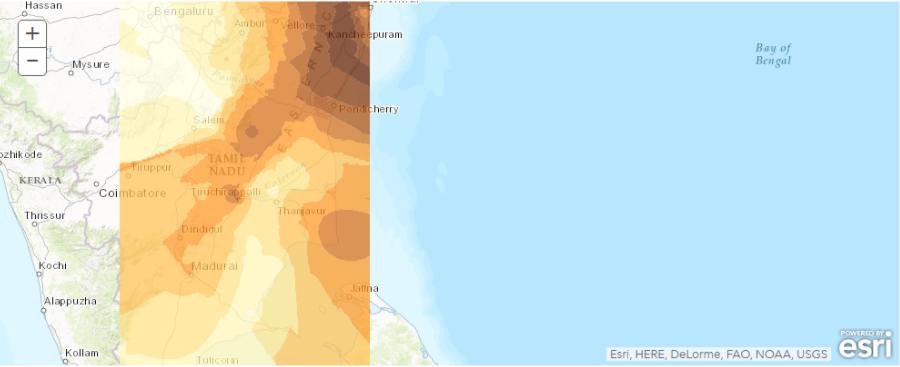 Hassan
Bengaluru
Ambur
Vellore
Kancheepuram
+
−
Mysure
Bay of
Bengal
Pondicherry
Salem
ozhikode
KERALA
Tiruppur
TAMIL
NADU
Coimbatore
Tiruchirappalli
Thanjavur
Thrissur
Dindigul
Kochi
Madurai
Jaffna
Alappuzha
Kollam
Tuticorin
POWERED BY
esri
Esri, HERE, DeLorme, FAO, NOAA, USGS